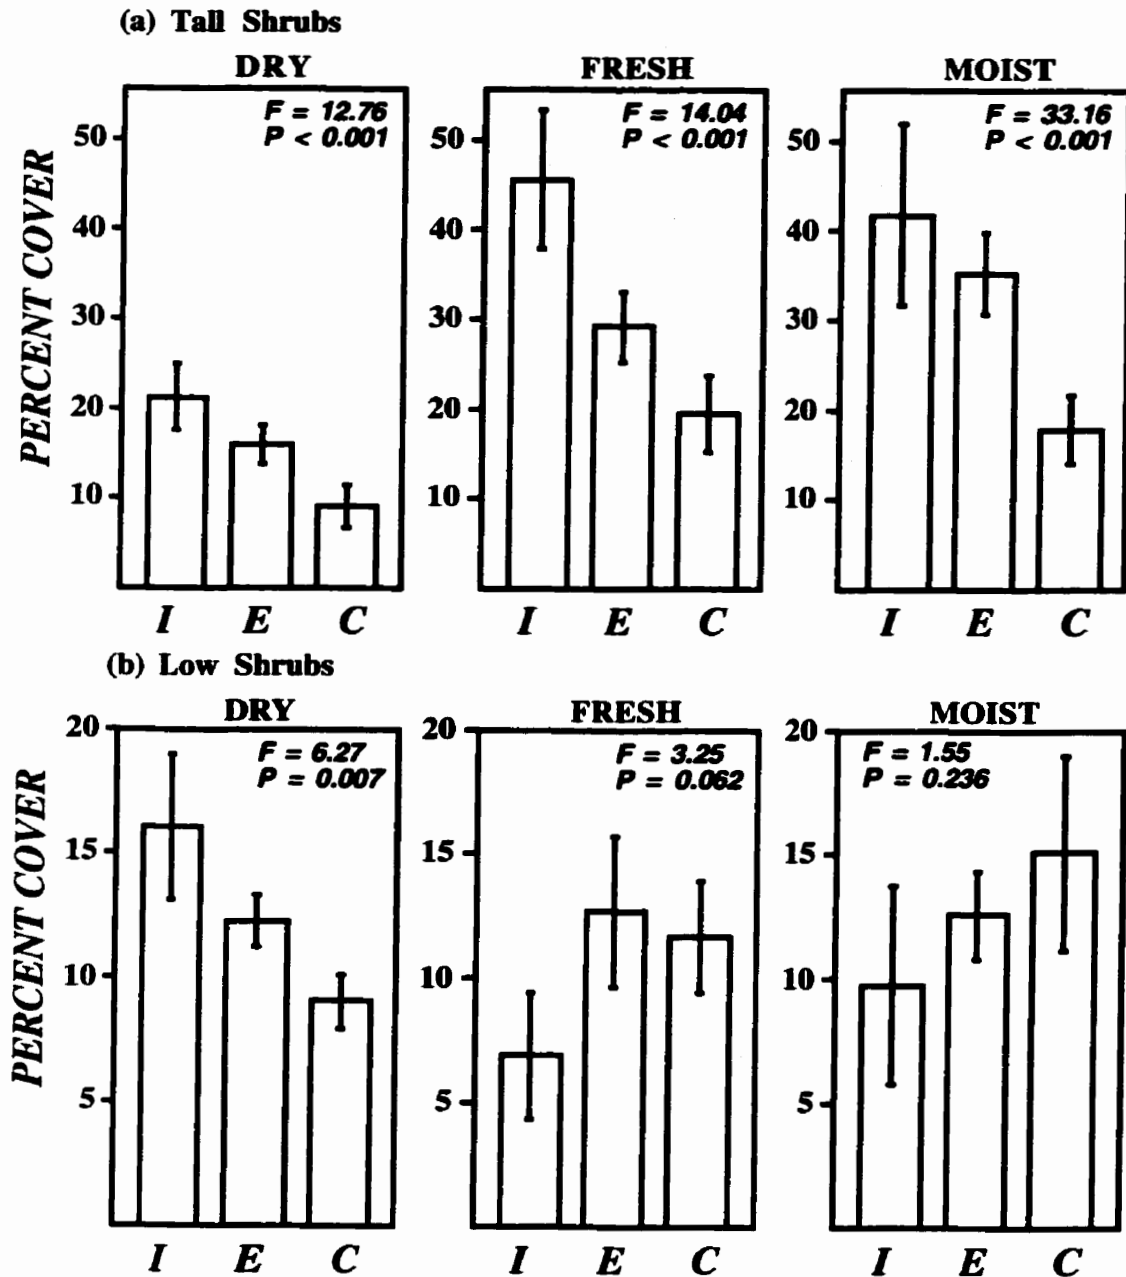 (a) Tall Shrubs
DRY
FRESH
MOIST
PERCENT COVER
50
40
30
20
10
F = 12.76
P < 0.001
I E C
50
40
30
20
10
F = 14.04
P < 0.001
I E C
50
40
30
20
10
F = 33.16
P < 0.001
I E C
(b) Low Shrubs
DRY
FRESH
MOIST
PERCENT COVER
20
15
10
5
F = 6.27
P = 0.007
I E C
20
15
10
5
F = 3.25
P = 0.062
I E C
20
15
10
5
F = 1.55
P = 0.236
I E C